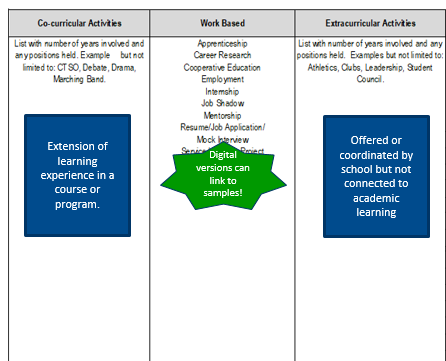 Co-curricular Activities
Work Based
Extracurricular Activities
List with number of years involved and
any positions held. Example but not
limited to: CTSO, Debate, Drama,
Marching Band.
Apprenticeship
Career Research
Cooperative Education
Employment
Internship
Job Shadow
Mentorship
Resume/Job Application/
Mock Interview
Project
List with number of years involved and any
positions held. Examples but not limited to:
Athletics, Clubs, Leadership, Student
Council.
Extension of
learning
experience in a
course or
program.
Digital
versions can
link to
samples!
Offered or
coordinated by
school but not
connected to
academic
learning